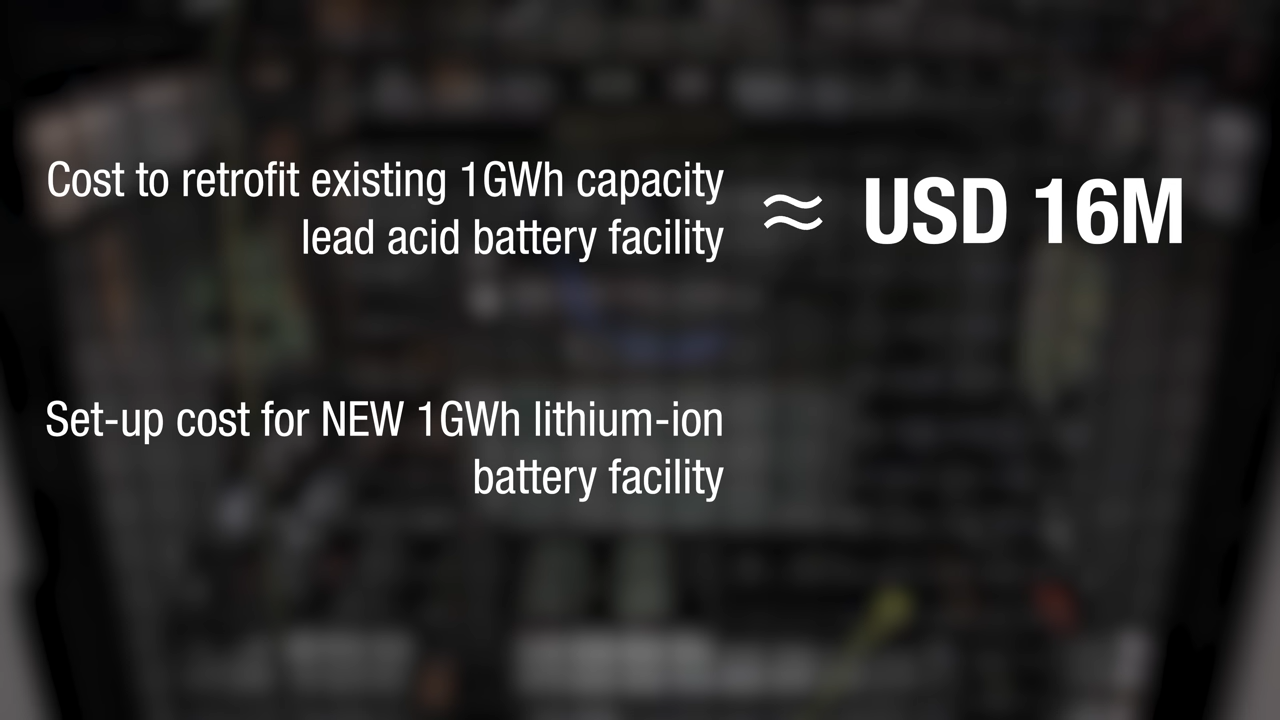 Cost to retrofit existing 1GWh capacity
lead acid battery facility
≈ USD 16M
Set-up cost for NEW 1GWh lithium-ion
battery facility